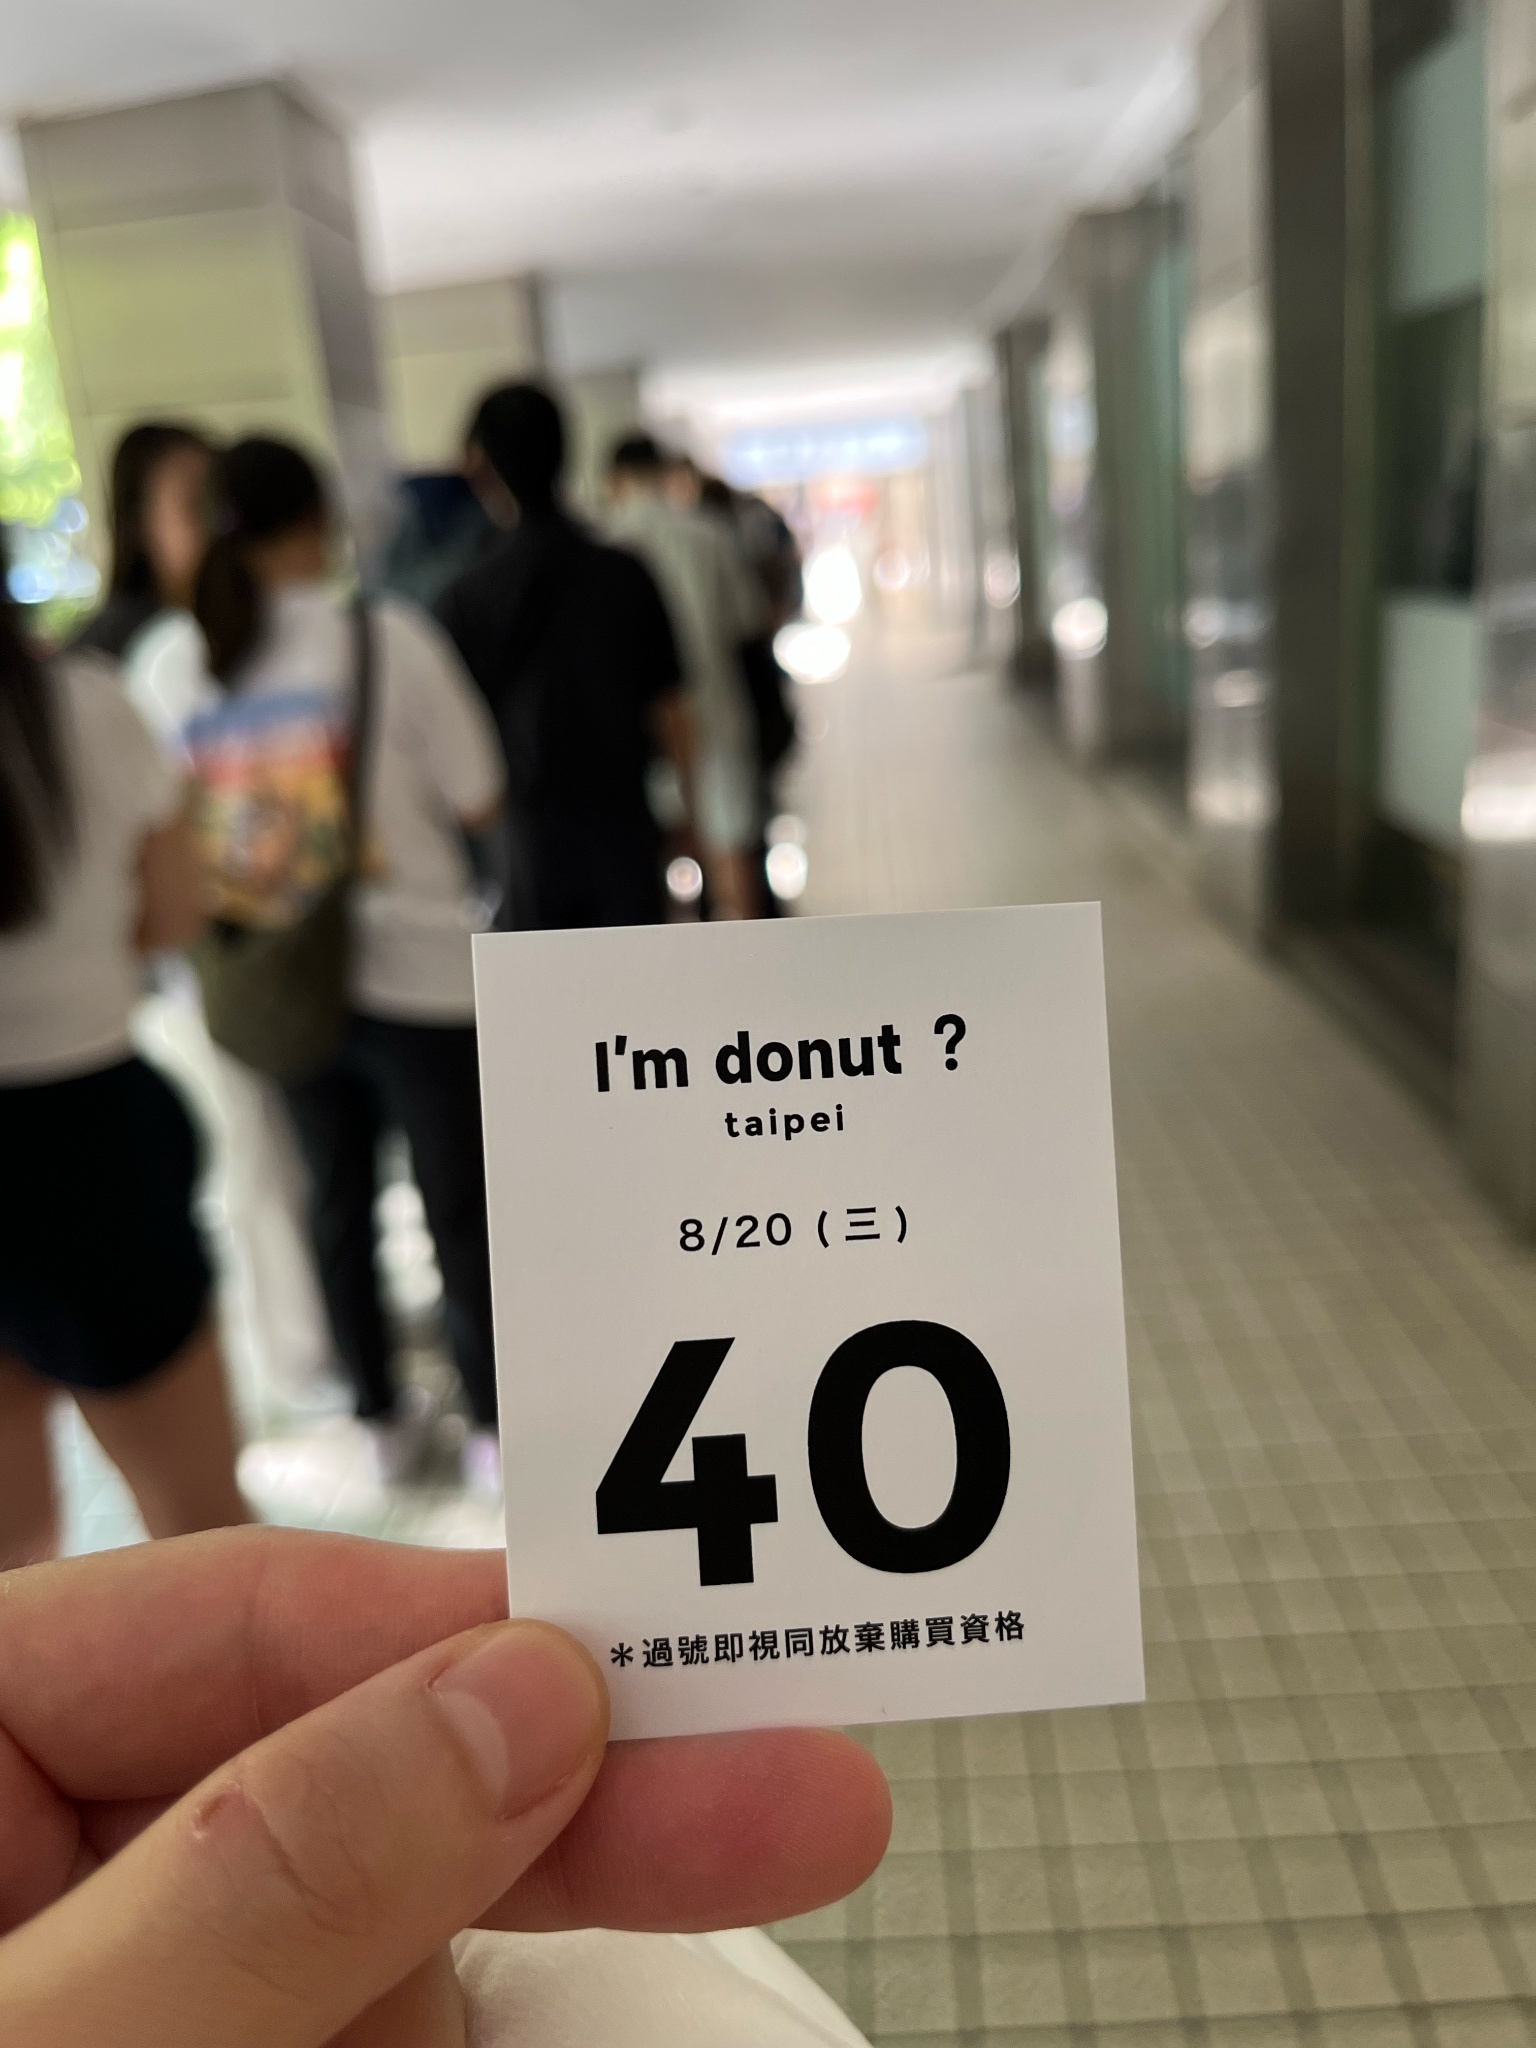 I'm donut ?
taipei
8/20 (三)
40
＊過號即視同放棄購買資格